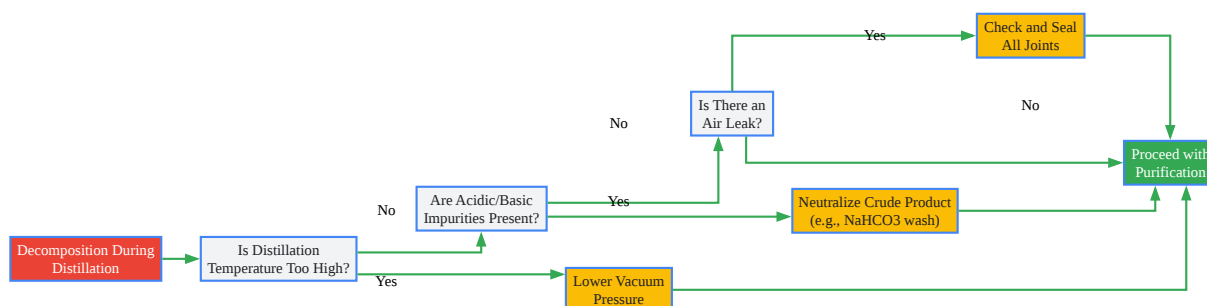 Decomposition During
Distillation
Is Distillation
Temperature Too High?
No
Yes
Are Acidic/Basic
Impurities Present?
Lower Vacuum
Pressure
No
Yes
Is There an
Air Leak?
Neutralize Crude Product
(e.g., NaHCO3 wash)
Yes
No
Check and Seal
All Joints
Proceed with
Purification